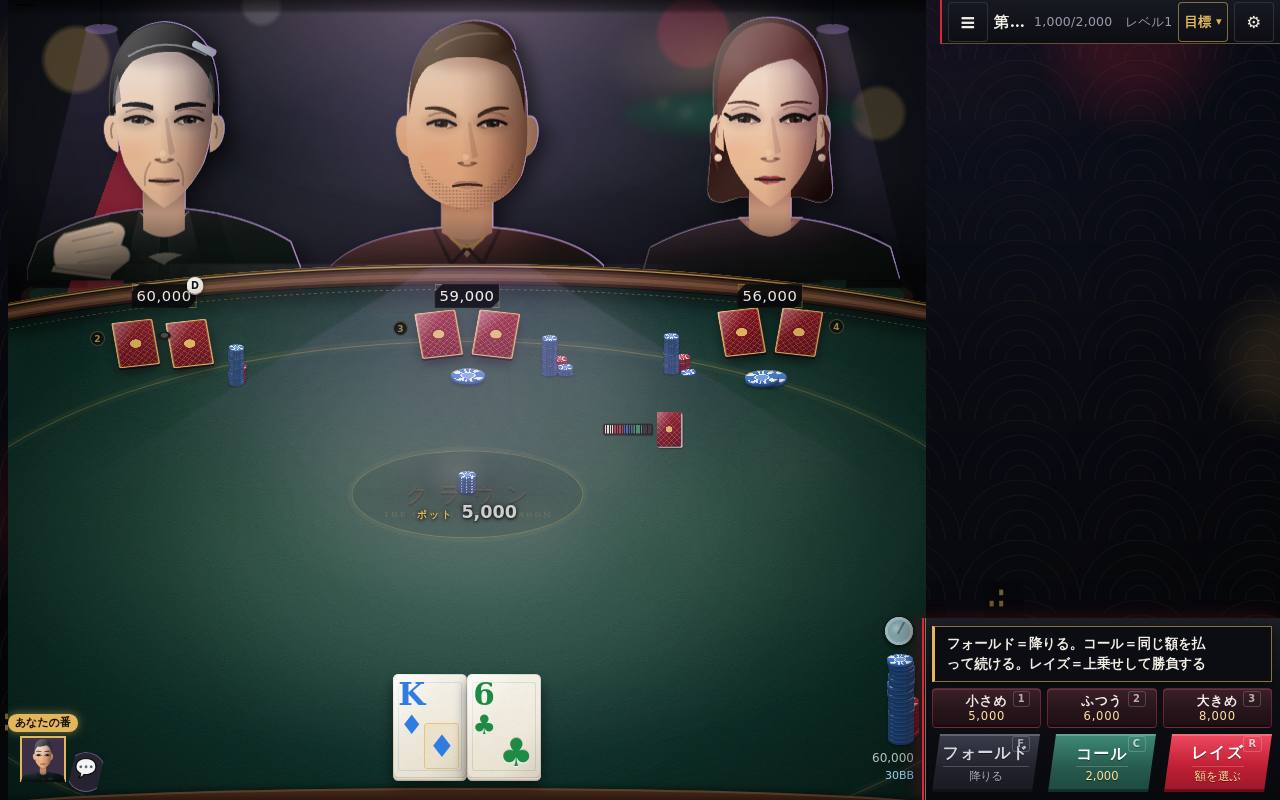 ☰ 第… 1,000/2,000 レベル1 目標▼
60,000
D
59,000
56,000
2
3
4
クラウン
ポット 5,000
フォールド＝降りる。コール＝同じ額を払
って続ける。レイズ＝上乗せして勝負する
小さめ 1
5,000
ふつう 2
6,000
大きめ 3
8,000
フォールド F
降りる
コール C
2,000
レイズ R
額を選ぶ
K
6
あなたの番
60,000
30BB